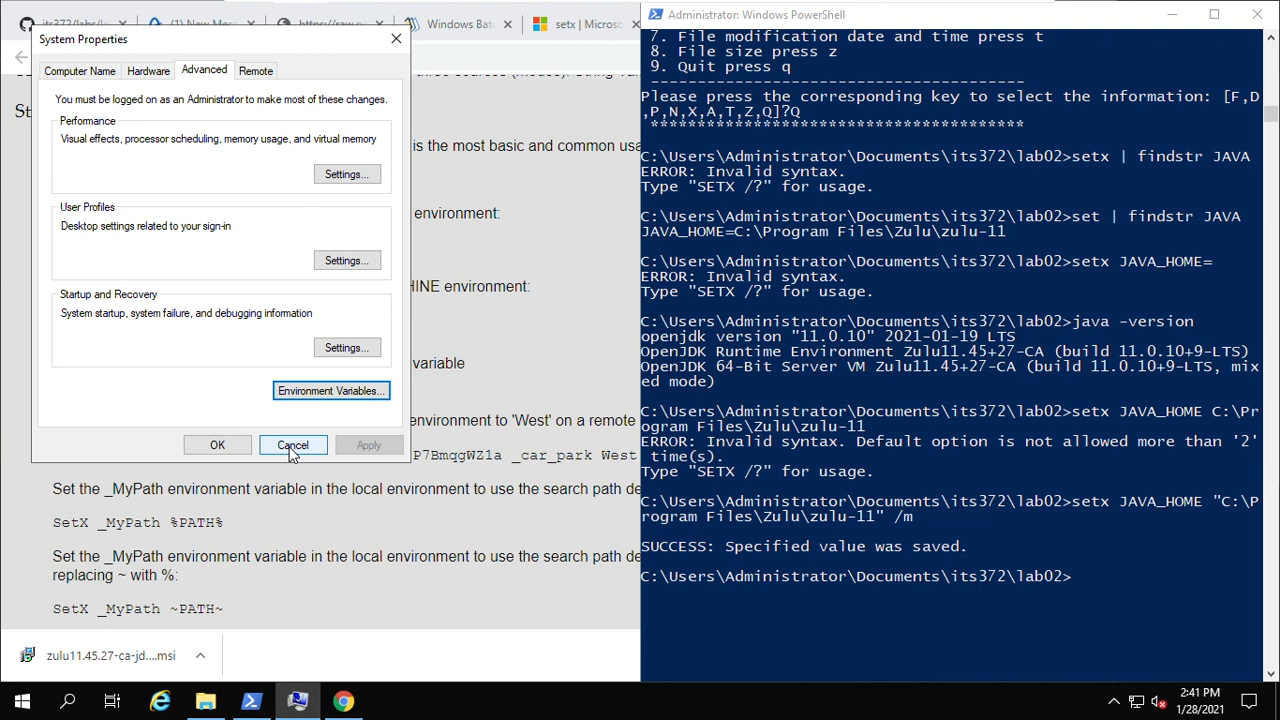 its372/labs/l
(1) New Mes
https://raw.g
Windows Bat
setx | Micros
System Properties
Computer Name
Hardware
Advanced
Remote
You must be logged on as an Administrator to make most of these changes.
Performance
Visual effects, processor scheduling, memory usage, and virtual memory
Settings...
User Profiles
Desktop settings related to your sign-in
Settings...
Startup and Recovery
System startup, system failure, and debugging information
Settings...
Environment Variables...
OK
Cancel
Apply
St
is the most basic and common usa
environment:
HINE environment:
variable
environment to 'West' on a remote
P7BmqgWZ1a _car_park West
Set the _MyPath environment variable in the local environment to use the search path de
SetX _MyPath %PATH%
Set the _MyPath environment variable in the local environment to use the search path de
replacing ~ with %:
SetX _MyPath ~PATH~
zulu11.45.27-ca-jd....msi
Administrator: Windows PowerShell
7. File modification date and time press t
8. File size press z
9. Quit press q
----------------------------------------
Please press the corresponding key to select the information: [F,D
,P,N,X,A,T,Z,Q]?Q
****************************************
C:\Users\Administrator\Documents\its372\lab02>setx | findstr JAVA
ERROR: Invalid syntax.
Type "SETX /?" for usage.
C:\Users\Administrator\Documents\its372\lab02>set | findstr JAVA
JAVA_HOME=C:\Program Files\Zulu\zulu-11
C:\Users\Administrator\Documents\its372\lab02>setx JAVA_HOME=
ERROR: Invalid syntax.
Type "SETX /?" for usage.
C:\Users\Administrator\Documents\its372\lab02>java -version
openjdk version "11.0.10" 2021-01-19 LTS
OpenJDK Runtime Environment Zulu11.45+27-CA (build 11.0.10+9-LTS)
OpenJDK 64-Bit Server VM Zulu11.45+27-CA (build 11.0.10+9-LTS, mix
ed mode)
C:\Users\Administrator\Documents\its372\lab02>setx JAVA_HOME C:\Pr
ogram Files\Zulu\zulu-11
ERROR: Invalid syntax. Default option is not allowed more than '2'
time(s).
Type "SETX /?" for usage.
C:\Users\Administrator\Documents\its372\lab02>setx JAVA_HOME "C:\P
rogram Files\Zulu\zulu-11" /m
SUCCESS: Specified value was saved.
C:\Users\Administrator\Documents\its372\lab02>
2:41 PM
1/28/2021